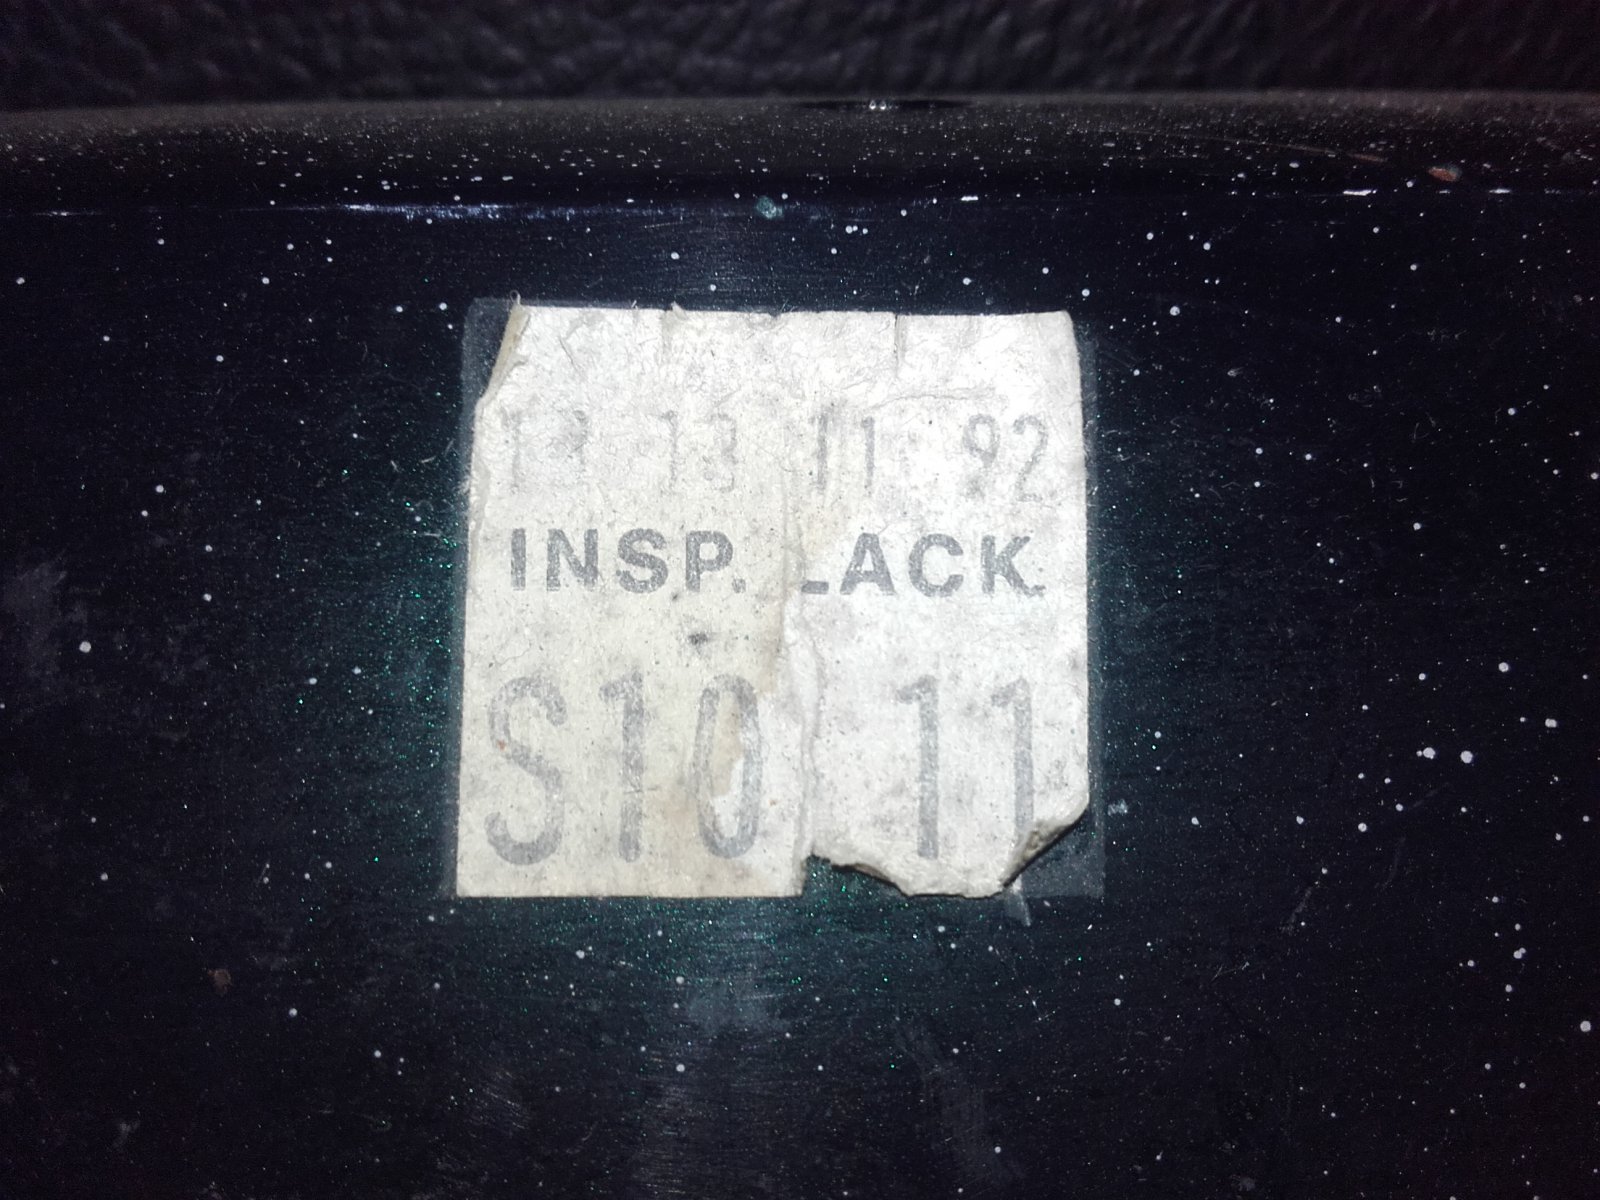 13 11 92
INSP. LACK.
S10 11